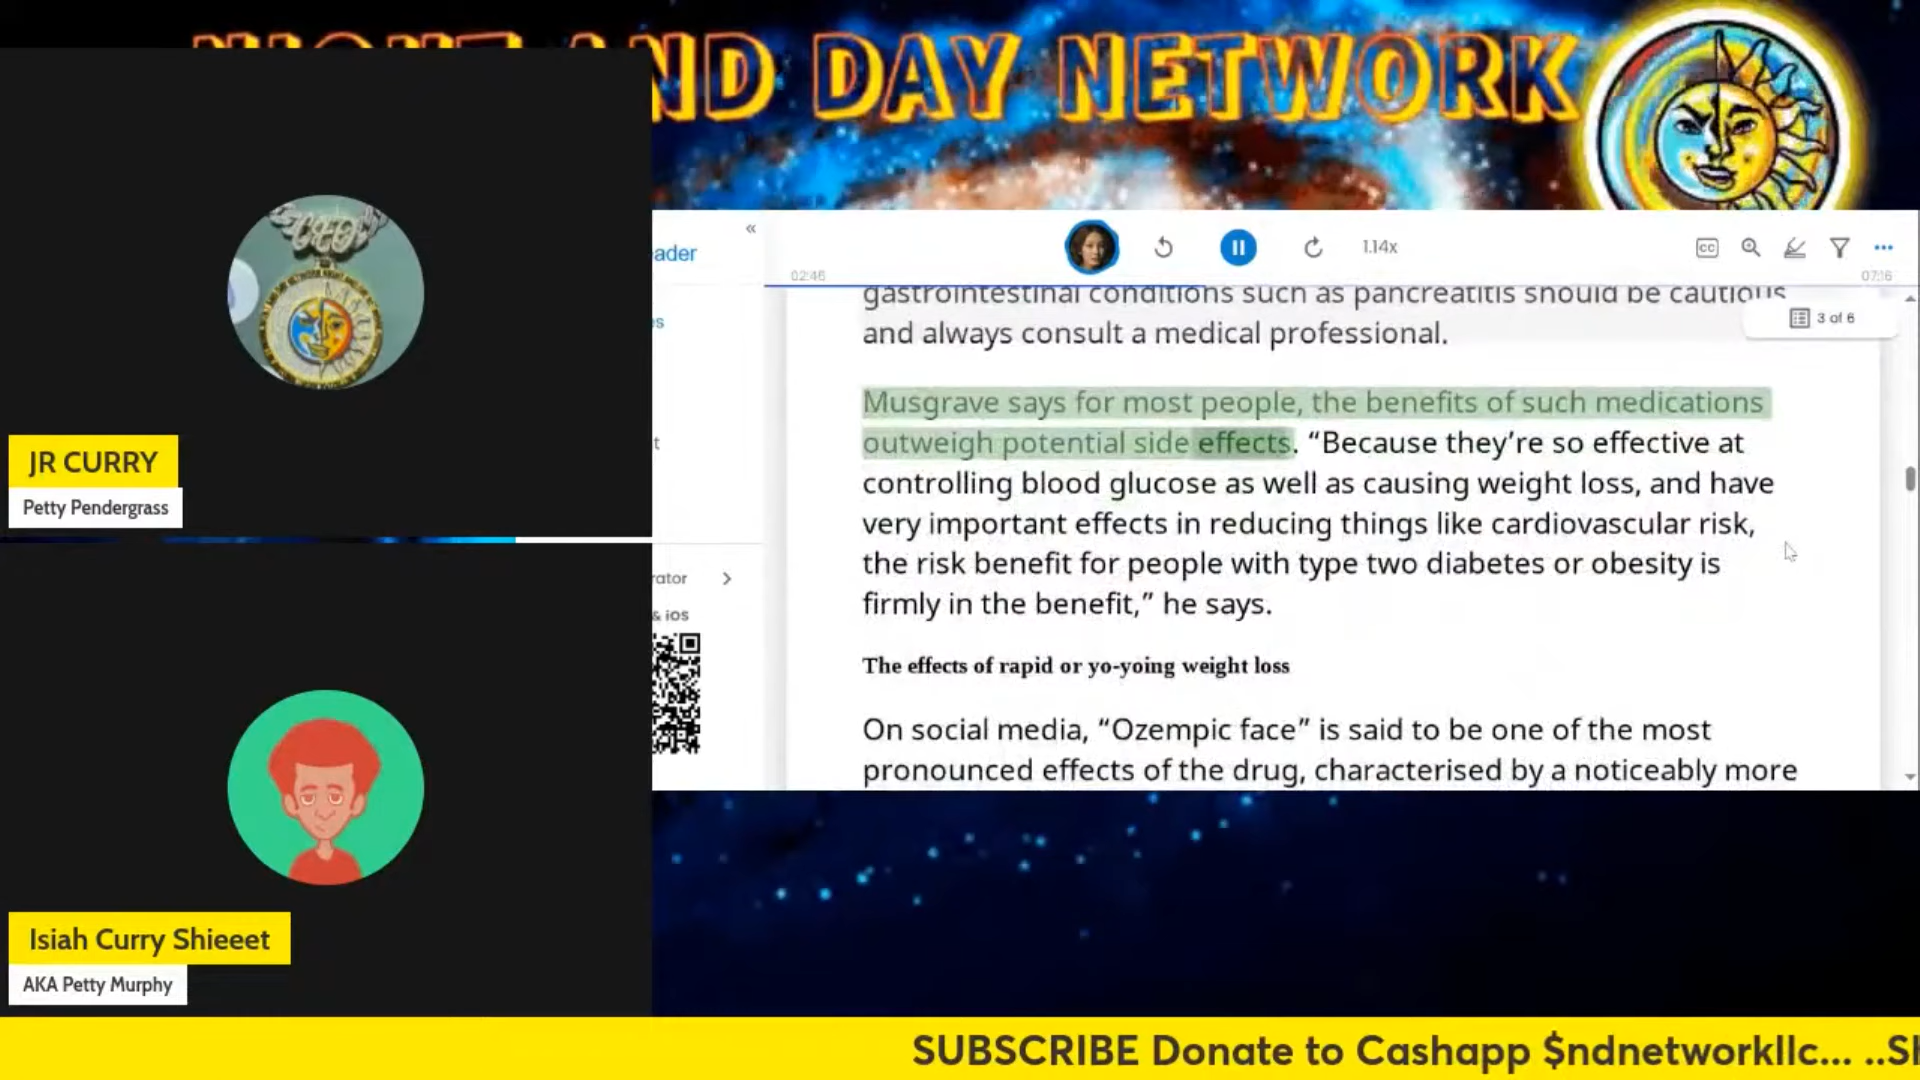 NIGHT AND DAY NETWORK
CEO
JR CURRY
Petty Pendergrass
Isiah Curry Shieeet
AKA Petty Murphy
«
ader
es
t
rator
& iOS
1.14x
CC
02:46
07:16
3 of 6
gastrointestinal conditions such as pancreatitis should be cautious
and always consult a medical professional.
Musgrave says for most people, the benefits of such medications
outweigh potential side effects. “Because they’re so effective at
controlling blood glucose as well as causing weight loss, and have
very important effects in reducing things like cardiovascular risk,
the risk benefit for people with type two diabetes or obesity is
firmly in the benefit,” he says.
The effects of rapid or yo-yoing weight loss
On social media, “Ozempic face” is said to be one of the most
pronounced effects of the drug, characterised by a noticeably more
SUBSCRIBE Donate to Cashapp $ndnetworkllc... ..Sh